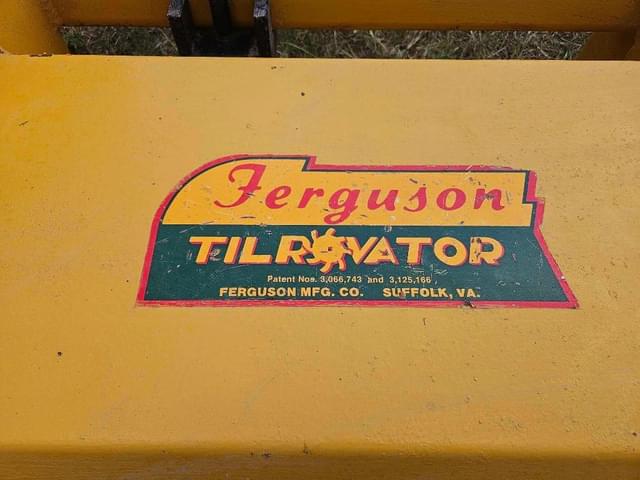 Ferguson
TILROVATOR
Patent Nos. 3,066,743 and 3,125,166
FERGUSON MFG. CO. SUFFOLK, VA.